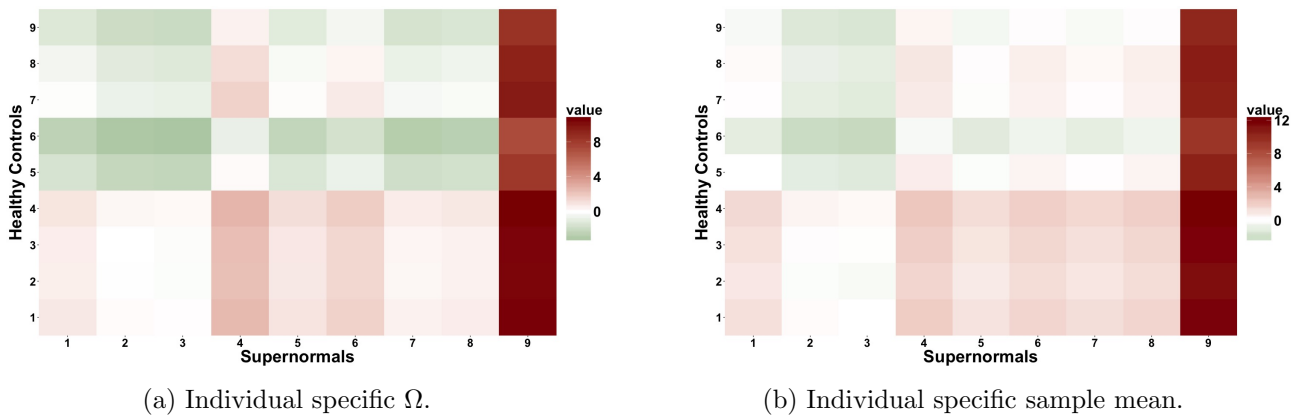 9
8
7
6
5
4
3
2
1
Healthy Controls
1 2 3 4 5 6 7 8 9
Supernormals
value
8
4
0
(a) Individual specific Ω.
9
8
7
6
5
4
3
2
1
Healthy Controls
1 2 3 4 5 6 7 8 9
Supernormals
value
12
8
4
0
(b) Individual specific sample mean.